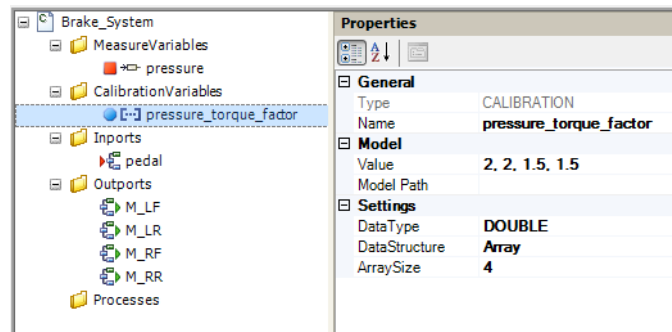 Brake_System
MeasureVariables
pressure
CalibrationVariables
pressure_torque_factor
Inports
pedal
Outports
M_LF
M_LR
M_RF
M_RR
Processes
Properties
General
Type CALIBRATION
Name pressure_torque_factor
Model
Value 2, 2, 1.5, 1.5
Model Path
Settings
DataType DOUBLE
DataStructure Array
ArraySize 4